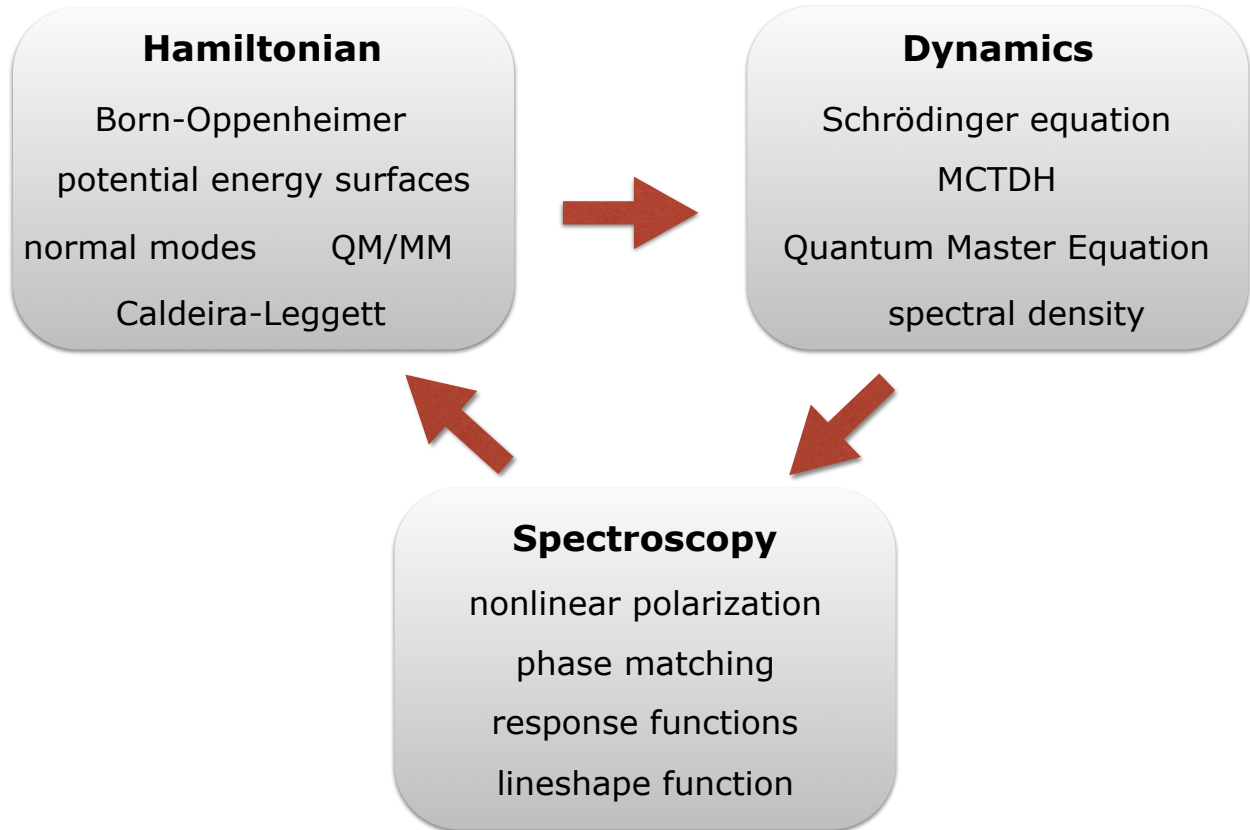 Hamiltonian
Born-Oppenheimer
potential energy surfaces
normal modes QM/MM
Caldeira-Leggett
Dynamics
Schrödinger equation
MCTDH
Quantum Master Equation
spectral density
Spectroscopy
nonlinear polarization
phase matching
response functions
lineshape function